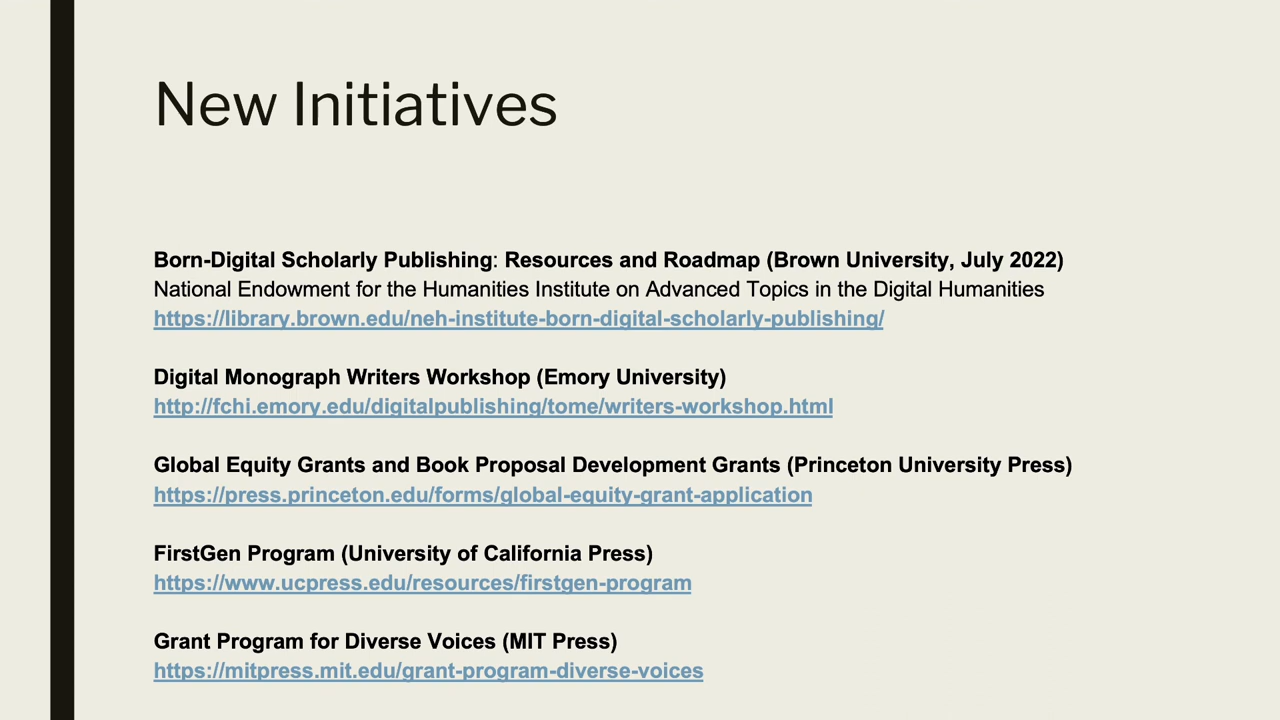 New Initiatives
Born-Digital Scholarly Publishing: Resources and Roadmap (Brown University, July 2022)
National Endowment for the Humanities Institute on Advanced Topics in the Digital Humanities
https://library.brown.edu/neh-institute-born-digital-scholarly-publishing/
Digital Monograph Writers Workshop (Emory University)
http://fchi.emory.edu/digitalpublishing/tome/writers-workshop.html
Global Equity Grants and Book Proposal Development Grants (Princeton University Press)
https://press.princeton.edu/forms/global-equity-grant-application
FirstGen Program (University of California Press)
https://www.ucpress.edu/resources/firstgen-program
Grant Program for Diverse Voices (MIT Press)
https://mitpress.mit.edu/grant-program-diverse-voices